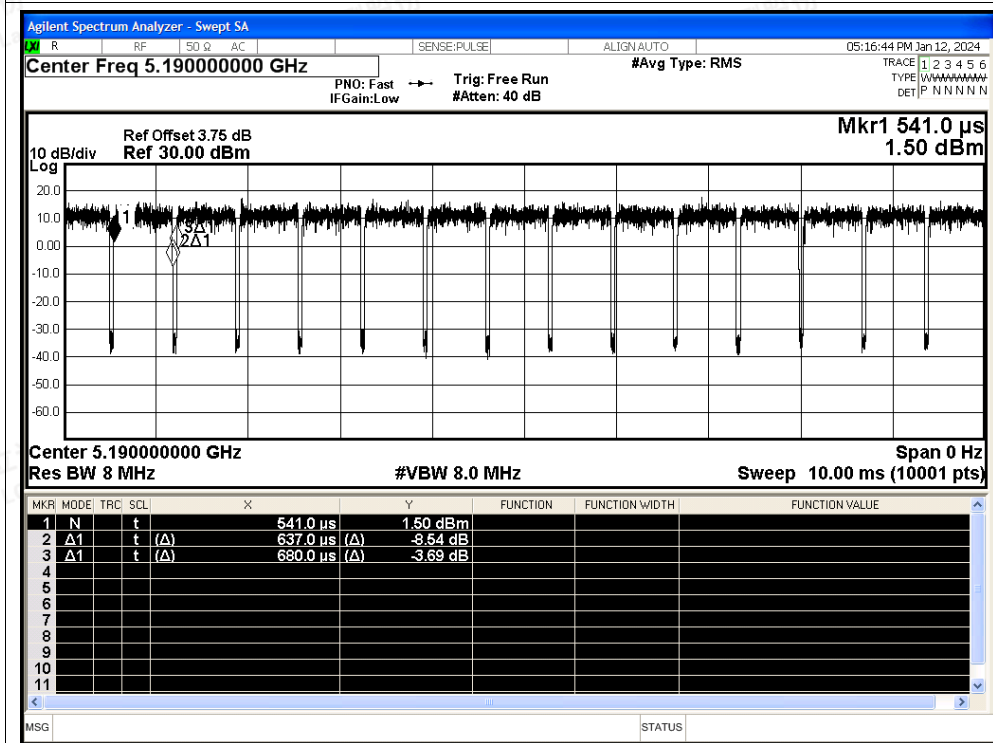 Agilent Spectrum Analyzer - Swept SA
LXI R RF 50 Ω AC SENSE:PULSE ALIGN AUTO 05:16:44 PM Jan 12, 2024
Center Freq 5.190000000 GHz #Avg Type: RMS TRACE 1 2 3 4 5 6
PNO: Fast Trig: Free Run TYPE WWWWWW
IFGain:Low #Atten: 40 dB DET P N N N N N
Mkr1 541.0 µs
Ref Offset 3.75 dB
10 dB/div Ref 30.00 dBm 1.50 dBm
Log
20.0
10.0
1
3Δ1
0.00
2Δ1
-10.0
-20.0
-30.0
-40.0
-50.0
-60.0
Center 5.190000000 GHz Span 0 Hz
Res BW 8 MHz #VBW 8.0 MHz Sweep 10.00 ms (10001 pts)
MKR MODE TRC SCL X Y FUNCTION FUNCTION WIDTH FUNCTION VALUE
1 N t 541.0 µs 1.50 dBm
2 Δ1 t (Δ) 637.0 µs (Δ) -8.54 dB
3 Δ1 t (Δ) 680.0 µs (Δ) -3.69 dB
4
5
6
7
8
9
10
11
MSG STATUS